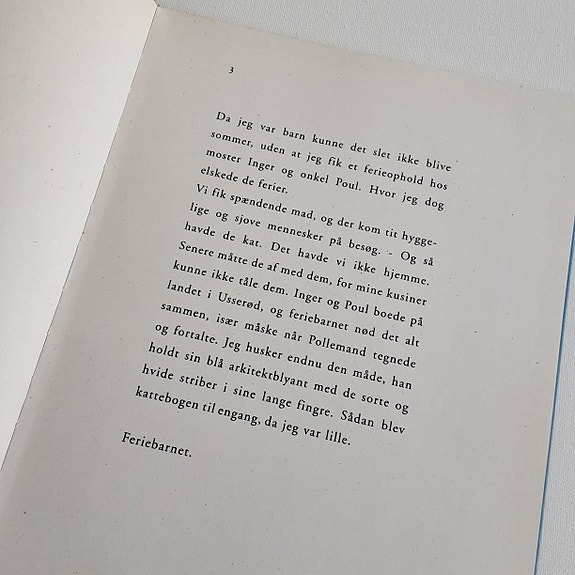 3
Da jeg var barn kunne det slet ikke blive
sommer, uden at jeg fik et ferieophold hos
moster Inger og onkel Poul. Hvor jeg dog
elskede de ferier.
Vi fik spændende mad, og der kom tit hygge-
lige og sjove mennesker på besøg. - Og så
havde de kat. Det havde vi ikke hjemme.
Senere måtte de af med dem, for mine kusiner
kunne ikke tåle dem. Inger og Poul boede på
landet i Usserød, og feriebarnet nød det alt
sammen, især måske når Pollemand tegnede
og fortalte. Jeg husker endnu den måde, han
holdt sin blå arkitektblyant med de sorte og
hvide striber i sine lange fingre. Sådan blev
kattebogen til engang, da jeg var lille.
Feriebarnet.